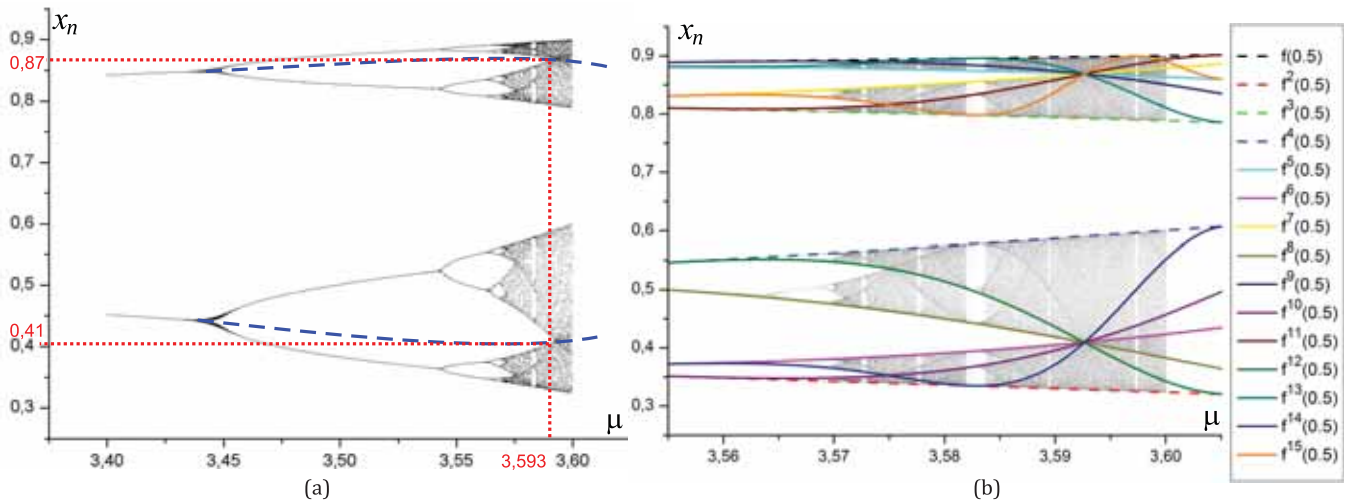 x_n
0,9
0,87
0,8
0,7
0,6
0,5
0,41
0,4
0,3
μ
3,40
3,45
3,50
3,55
3,593
3,60
(a)
x_n
0,9
0,8
0,7
0,6
0,5
0,4
0,3
μ
3,56
3,57
3,58
3,59
3,60
(b)
f(0.5)
f²(0.5)
f³(0.5)
f⁴(0.5)
f⁵(0.5)
f⁶(0.5)
f⁷(0.5)
f⁸(0.5)
f⁹(0.5)
f¹⁰(0.5)
f¹¹(0.5)
f¹²(0.5)
f¹³(0.5)
f¹⁴(0.5)
f¹⁵(0.5)